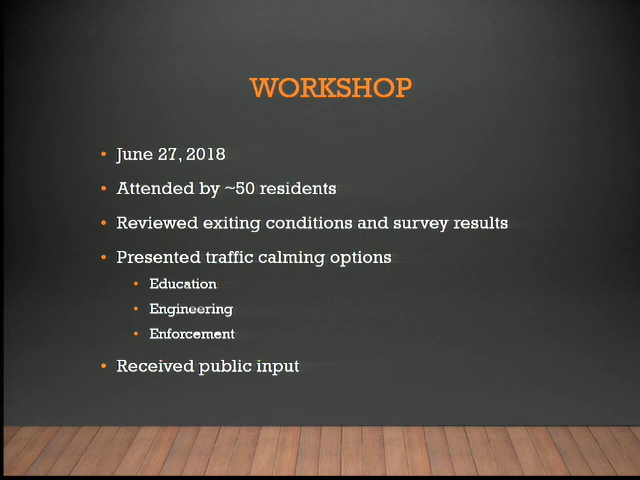 WORKSHOP
• June 27, 2018
• Attended by ~50 residents
• Reviewed exiting conditions and survey results
• Presented traffic calming options
• Education
• Engineering
• Enforcement
• Received public input